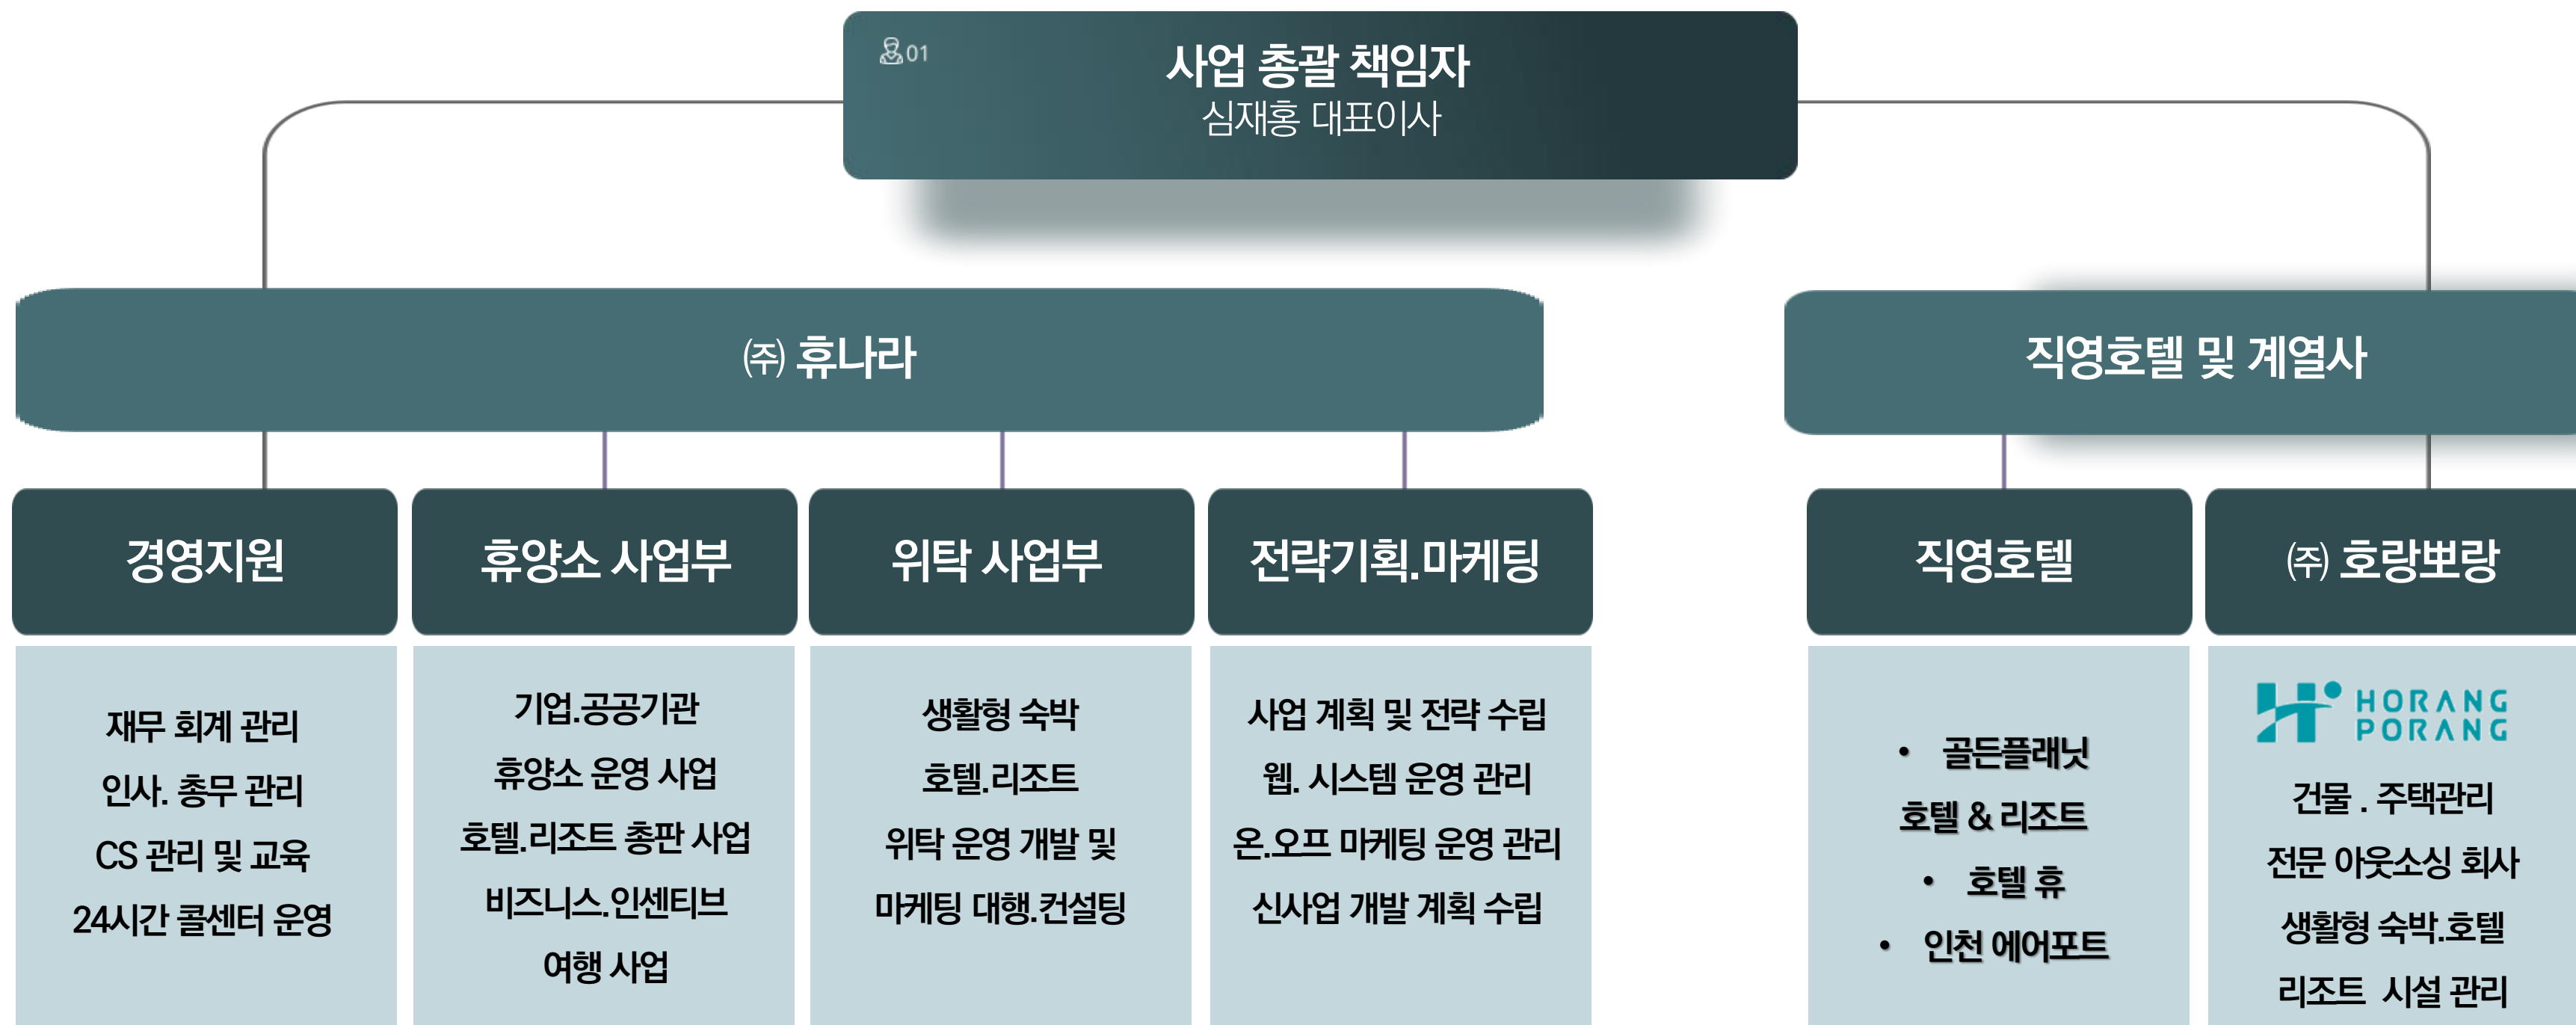 01
사업 총괄 책임자
심재홍 대표이사
㈜ 휴나라
직영호텔 및 계열사
경영지원
휴양소 사업부
위탁 사업부
전략기획.마케팅
직영호텔
㈜ 호랑뽀랑
재무 회계 관리
인사. 총무 관리
CS 관리 및 교육
24시간 콜센터 운영
기업.공공기관
휴양소 운영 사업
호텔.리조트 총판 사업
비즈니스.인센티브
여행 사업
생활형 숙박
호텔.리조트
위탁 운영 개발 및
마케팅 대행.컨설팅
사업 계획 및 전략 수립
웹. 시스템 운영 관리
온.오프 마케팅 운영 관리
신사업 개발 계획 수립
• 골든플래닛
호텔 & 리조트
• 호텔 휴
• 인천 에어포트
HORANG
PORANG
건물 . 주택관리
전문 아웃소싱 회사
생활형 숙박.호텔
리조트 시설 관리